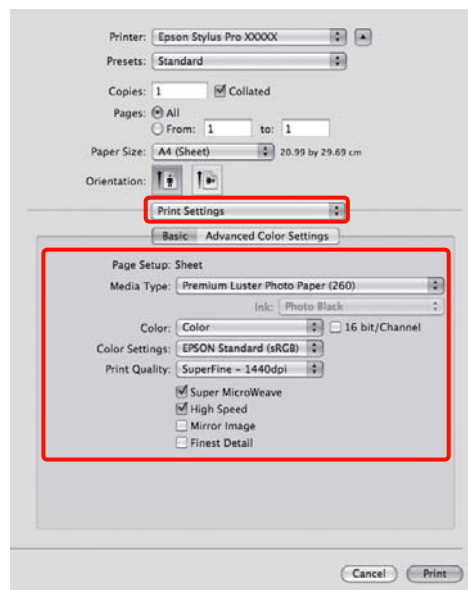 Printer: Epson Stylus Pro XXXXX
Presets: Standard
Copies: 1 Collated
Pages: All
From: 1 to: 1
Paper Size: A4 (Sheet) 20.99 by 29.69 cm
Orientation:
Print Settings
Basic Advanced Color Settings
Page Setup: Sheet
Media Type: Premium Luster Photo Paper (260)
Ink: Photo Black
Color: Color 16 bit/Channel
Color Settings: EPSON Standard (sRGB)
Print Quality: SuperFine - 1440dpi
Super MicroWeave
High Speed
Mirror Image
Finest Detail
Cancel Print